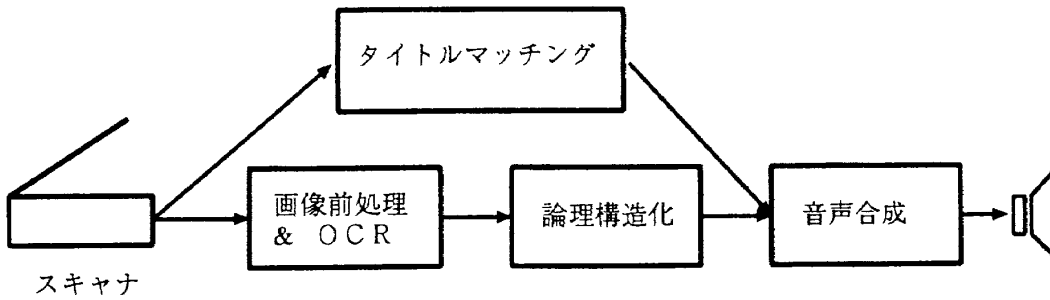 タイトルマッチング
画像前処理
& OCR
論理構造化
音声合成
スキャナ